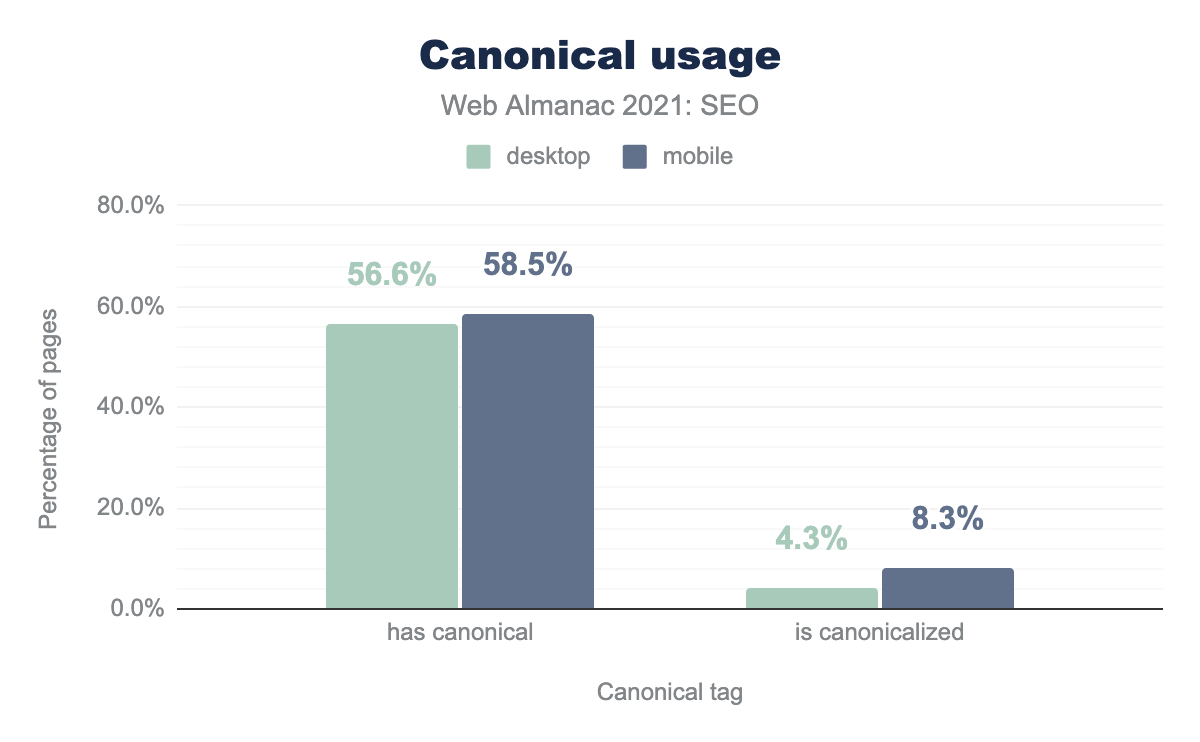 Canonical usage
Web Almanac 2021: SEO
desktop mobile
80.0%
60.0%
40.0%
20.0%
0.0%
Percentage of pages
56.6% 58.5%
4.3% 8.3%
has canonical is canonicalized
Canonical tag